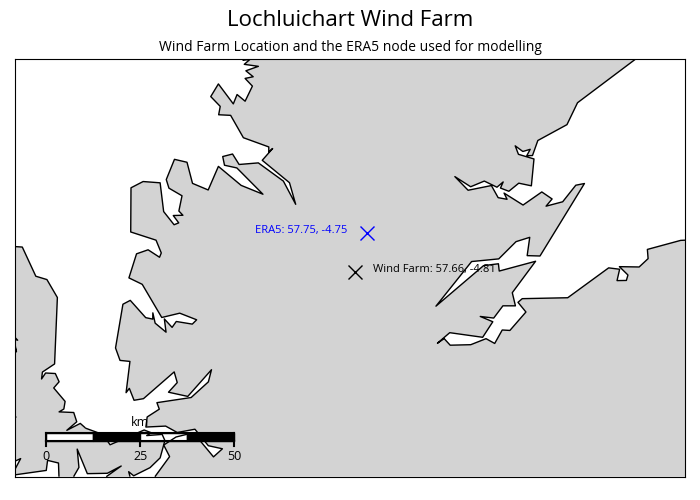 Lochluichart Wind Farm
Wind Farm Location and the ERA5 node used for modelling
ERA5: 57.75, -4.75
Wind Farm: 57.66, -4.81
km
0 25 50